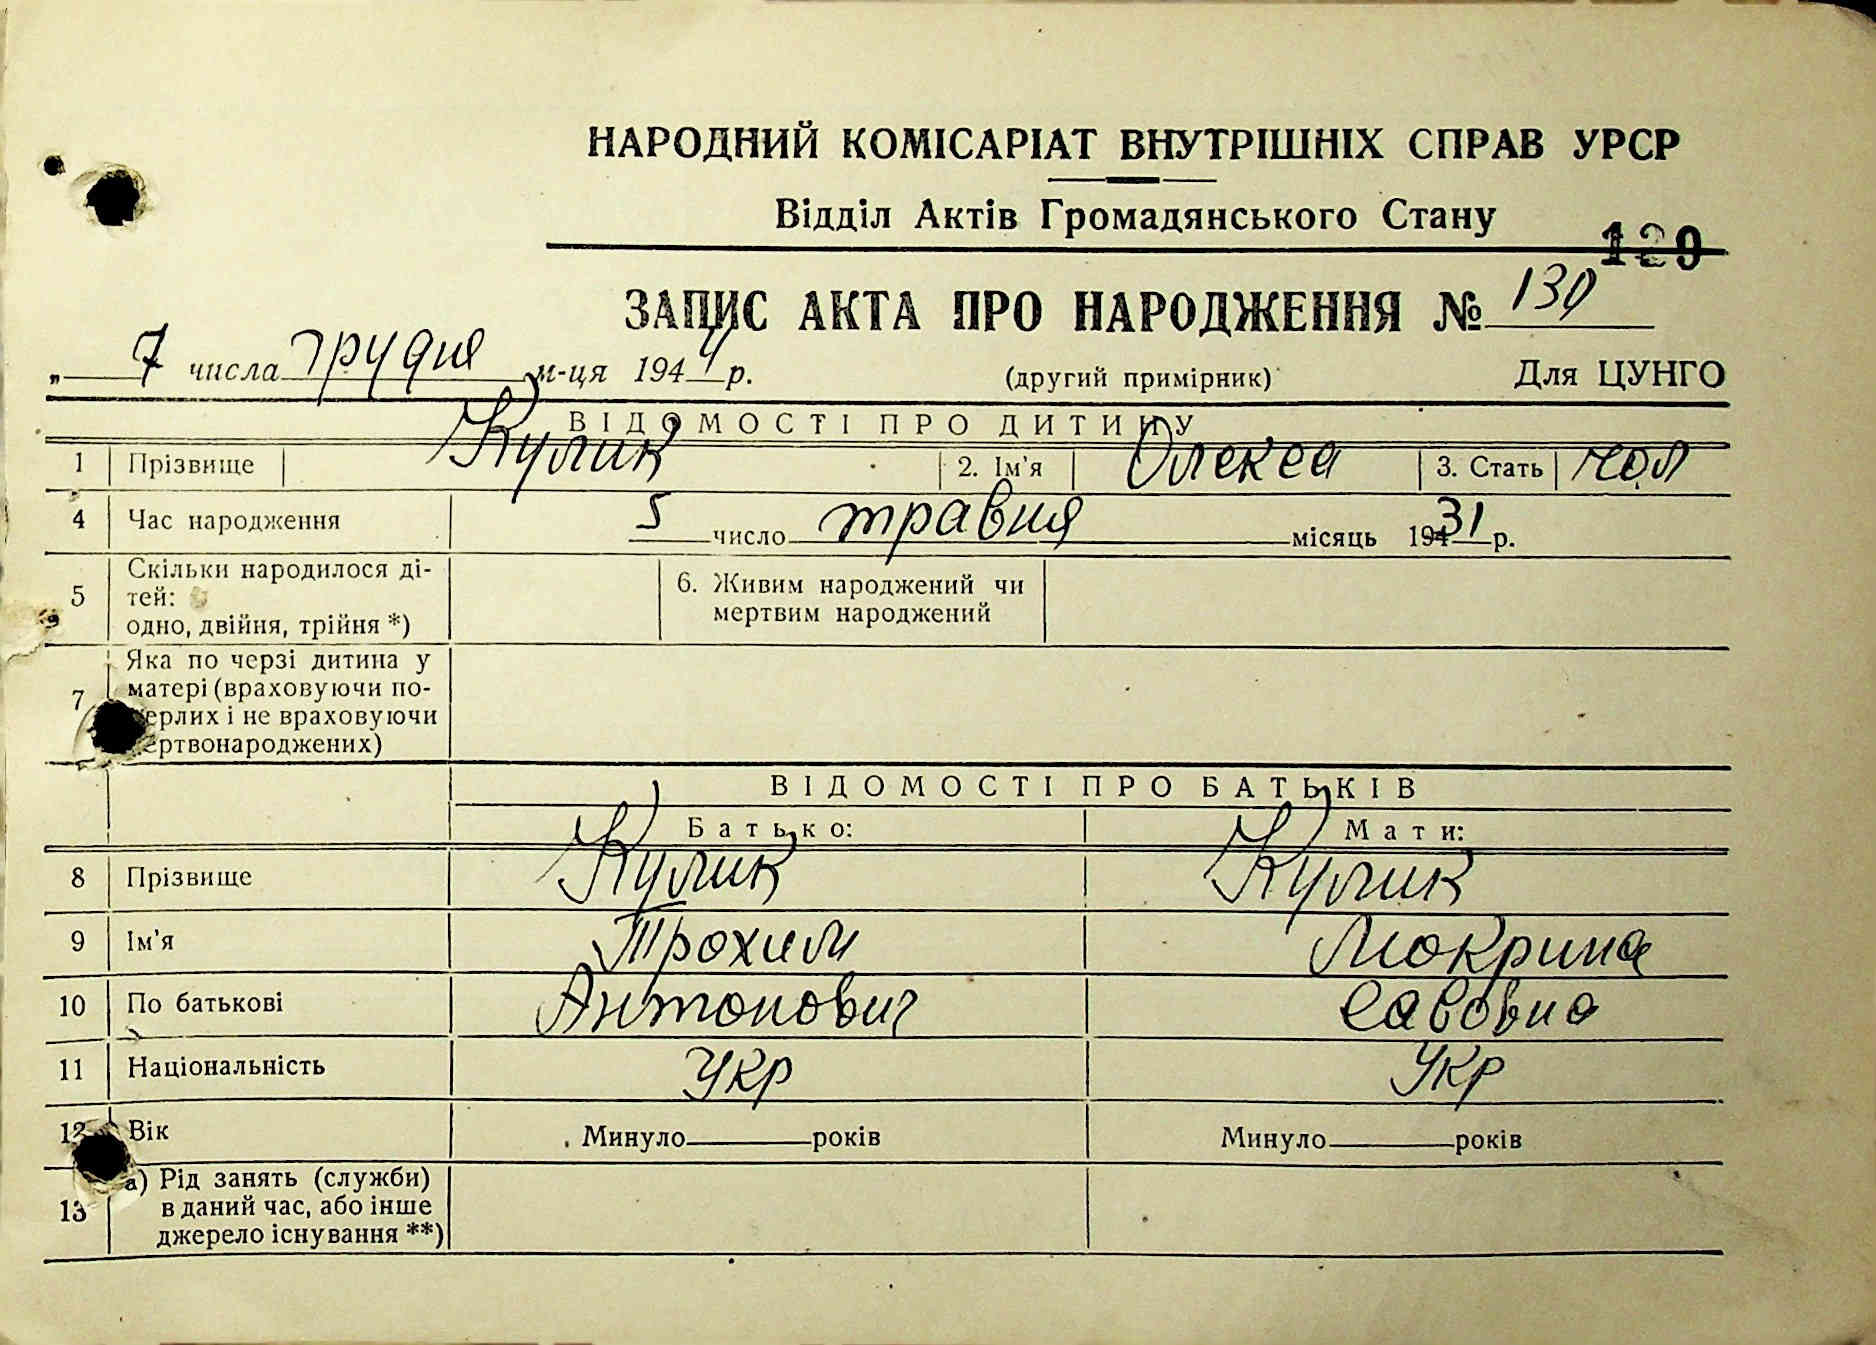 НАРОДНИЙ КОМІСАРІАТ ВНУТРІШНІХ СПРАВ УРСР
Відділ Актів Громадянського Стану
129
ЗАПИС АКТА ПРО НАРОДЖЕННЯ № 130
„ 7 числа грудня м-ця 1944 р. (другий примірник) Для ЦУНГО
ВІДОМОСТІ ПРО ДИТИНУ
1 Прізвище Кулик 2. Ім'я Олекса 3. Стать чол
4 Час народження 5 число травня місяць 1931 р.
5 Скільки народилося ді-
тей:
одно, двійня, трійня *)
6. Живим народжений чи
мертвим народжений
7 Яка по черзі дитина у
матері (враховуючи по-
мерлих і не враховуючи
мертвонароджених)
ВІДОМОСТІ ПРО БАТЬКІВ
Батько: Мати:
8 Прізвище Кулик Кулик
9 Ім'я Трохим Мокрина
10 По батькові Антонович Савовна
11 Національність Укр Укр
12 Вік Минуло років Минуло років
13 а) Рід занять (служби)
в даний час, або інше
джерело існування **)